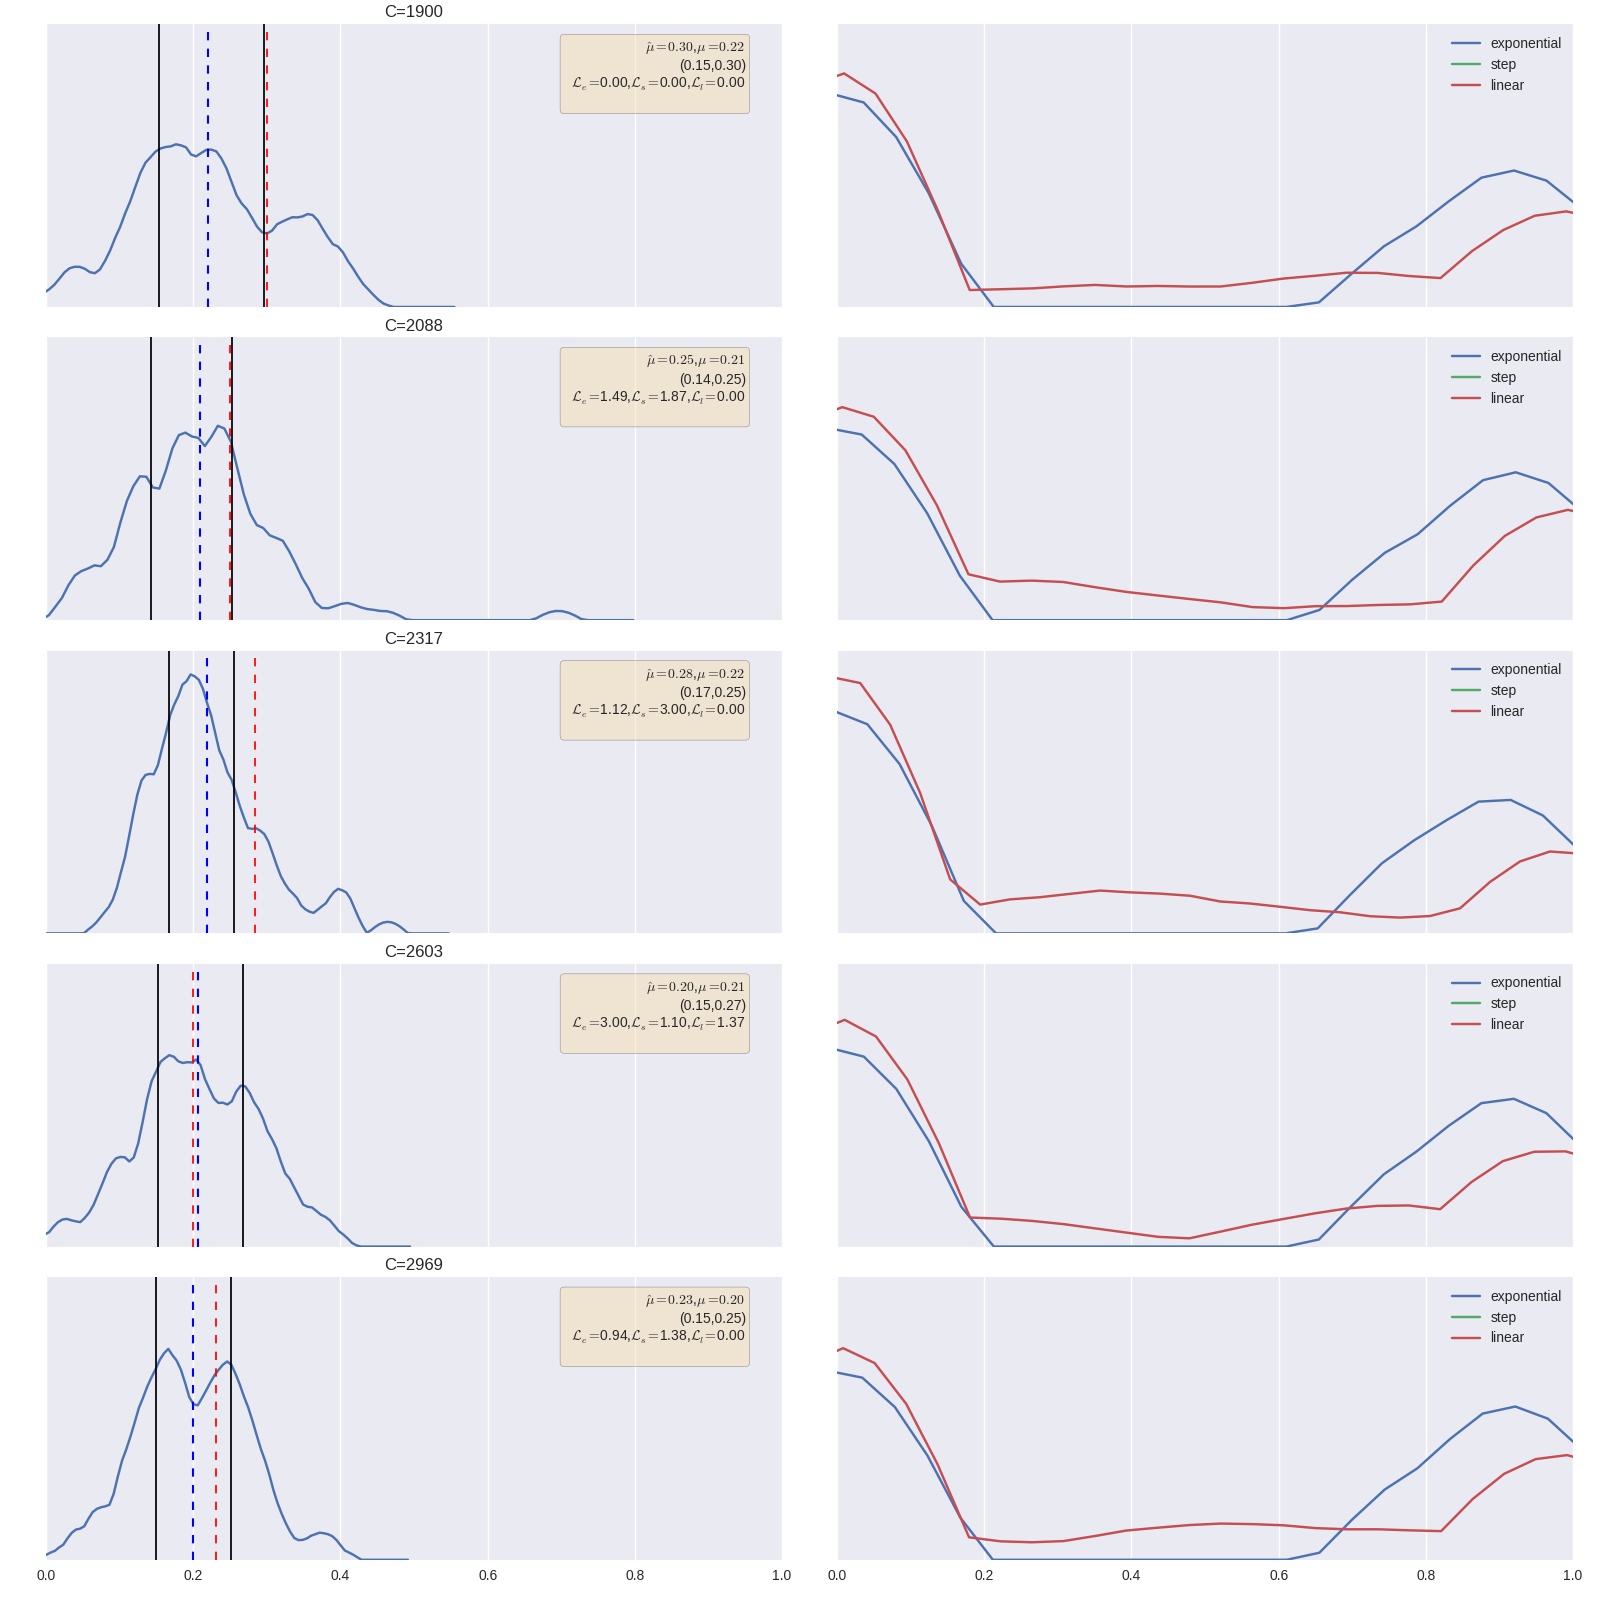 C=1900
μ̂=0.30,μ=0.22
(0.15,0.30)
ℒₑ=0.00,ℒₛ=0.00,ℒₗ=0.00
exponential
step
linear
C=2088
μ̂=0.25,μ=0.21
(0.14,0.25)
ℒₑ=1.49,ℒₛ=1.87,ℒₗ=0.00
exponential
step
linear
C=2317
μ̂=0.28,μ=0.22
(0.17,0.25)
ℒₑ=1.12,ℒₛ=3.00,ℒₗ=0.00
exponential
step
linear
C=2603
μ̂=0.20,μ=0.21
(0.15,0.27)
ℒₑ=3.00,ℒₛ=1.10,ℒₗ=1.37
exponential
step
linear
C=2969
μ̂=0.23,μ=0.20
(0.15,0.25)
ℒₑ=0.94,ℒₛ=1.38,ℒₗ=0.00
exponential
step
linear
0.0 0.2 0.4 0.6 0.8 1.0
0.0 0.2 0.4 0.6 0.8 1.0